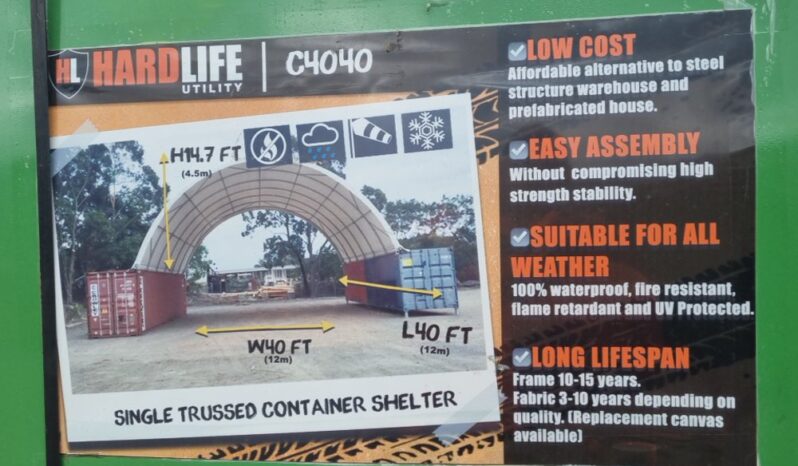 HL HARDLIFE
UTILITY
C4040
H14.7 FT
(4.5m)
W40 FT
(12m)
L40 FT
(12m)
SINGLE TRUSSED CONTAINER SHELTER
LOW COST
Affordable alternative to steel
structure warehouse and
prefabricated house.
EASY ASSEMBLY
Without compromising high
strength stability.
SUITABLE FOR ALL
WEATHER
100% waterproof, fire resistant,
flame retardant and UV Protected.
LONG LIFESPAN
Frame 10-15 years.
Fabric 3-10 years depending on
quality. (Replacement canvas
available)